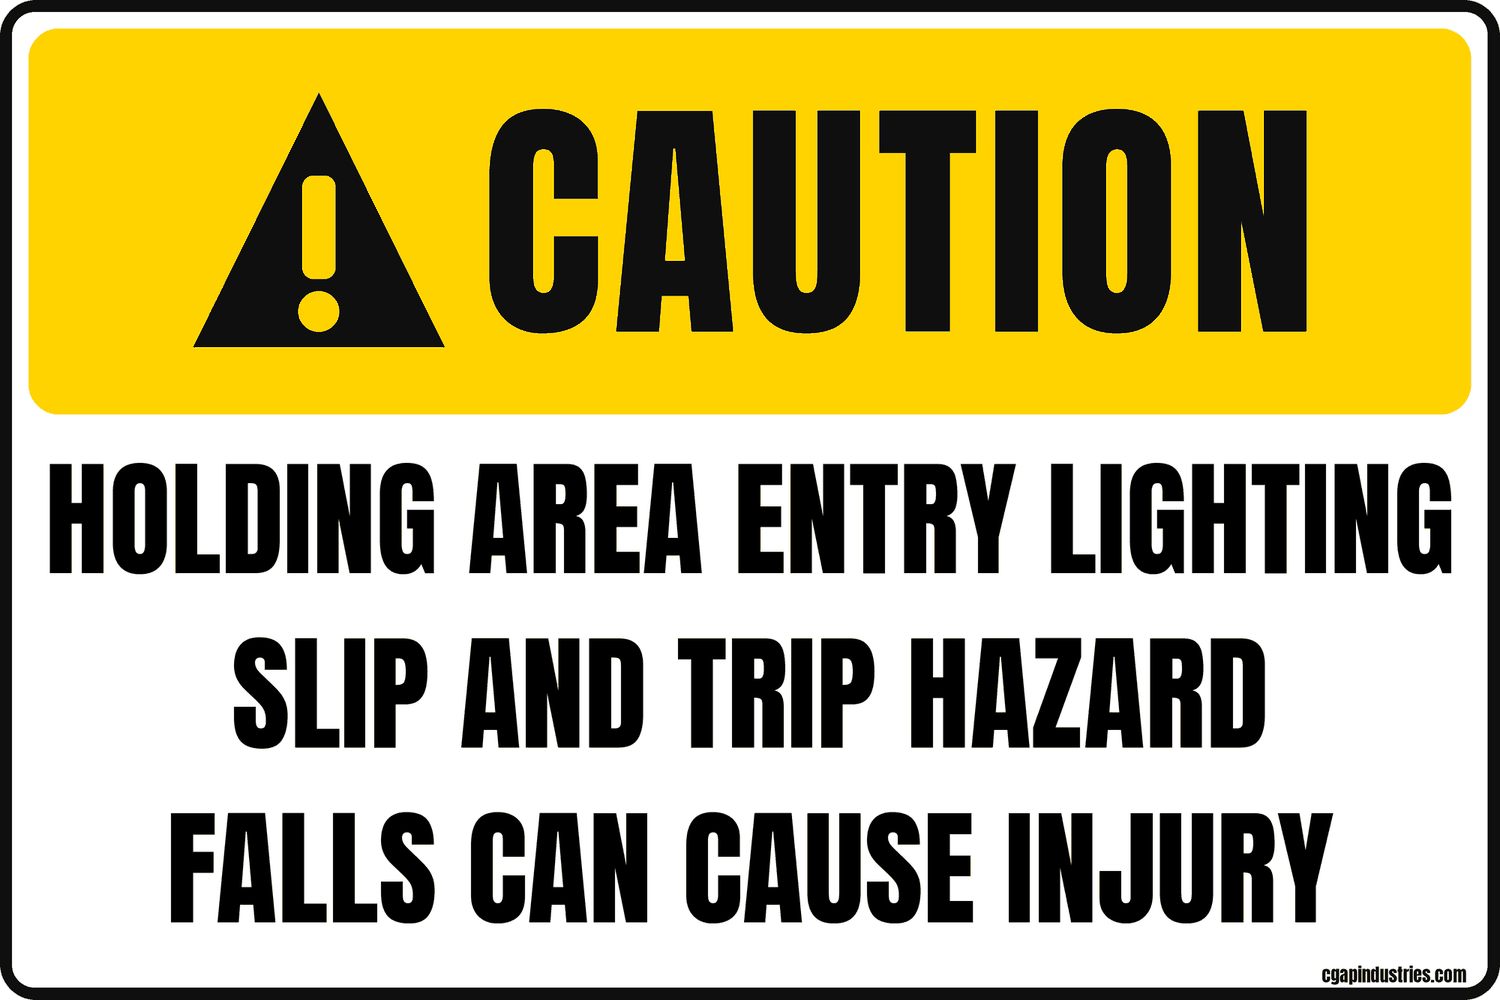 CAUTION
HOLDING AREA ENTRY LIGHTING
SLIP AND TRIP HAZARD
FALLS CAN CAUSE INJURY
cgapindustries.com